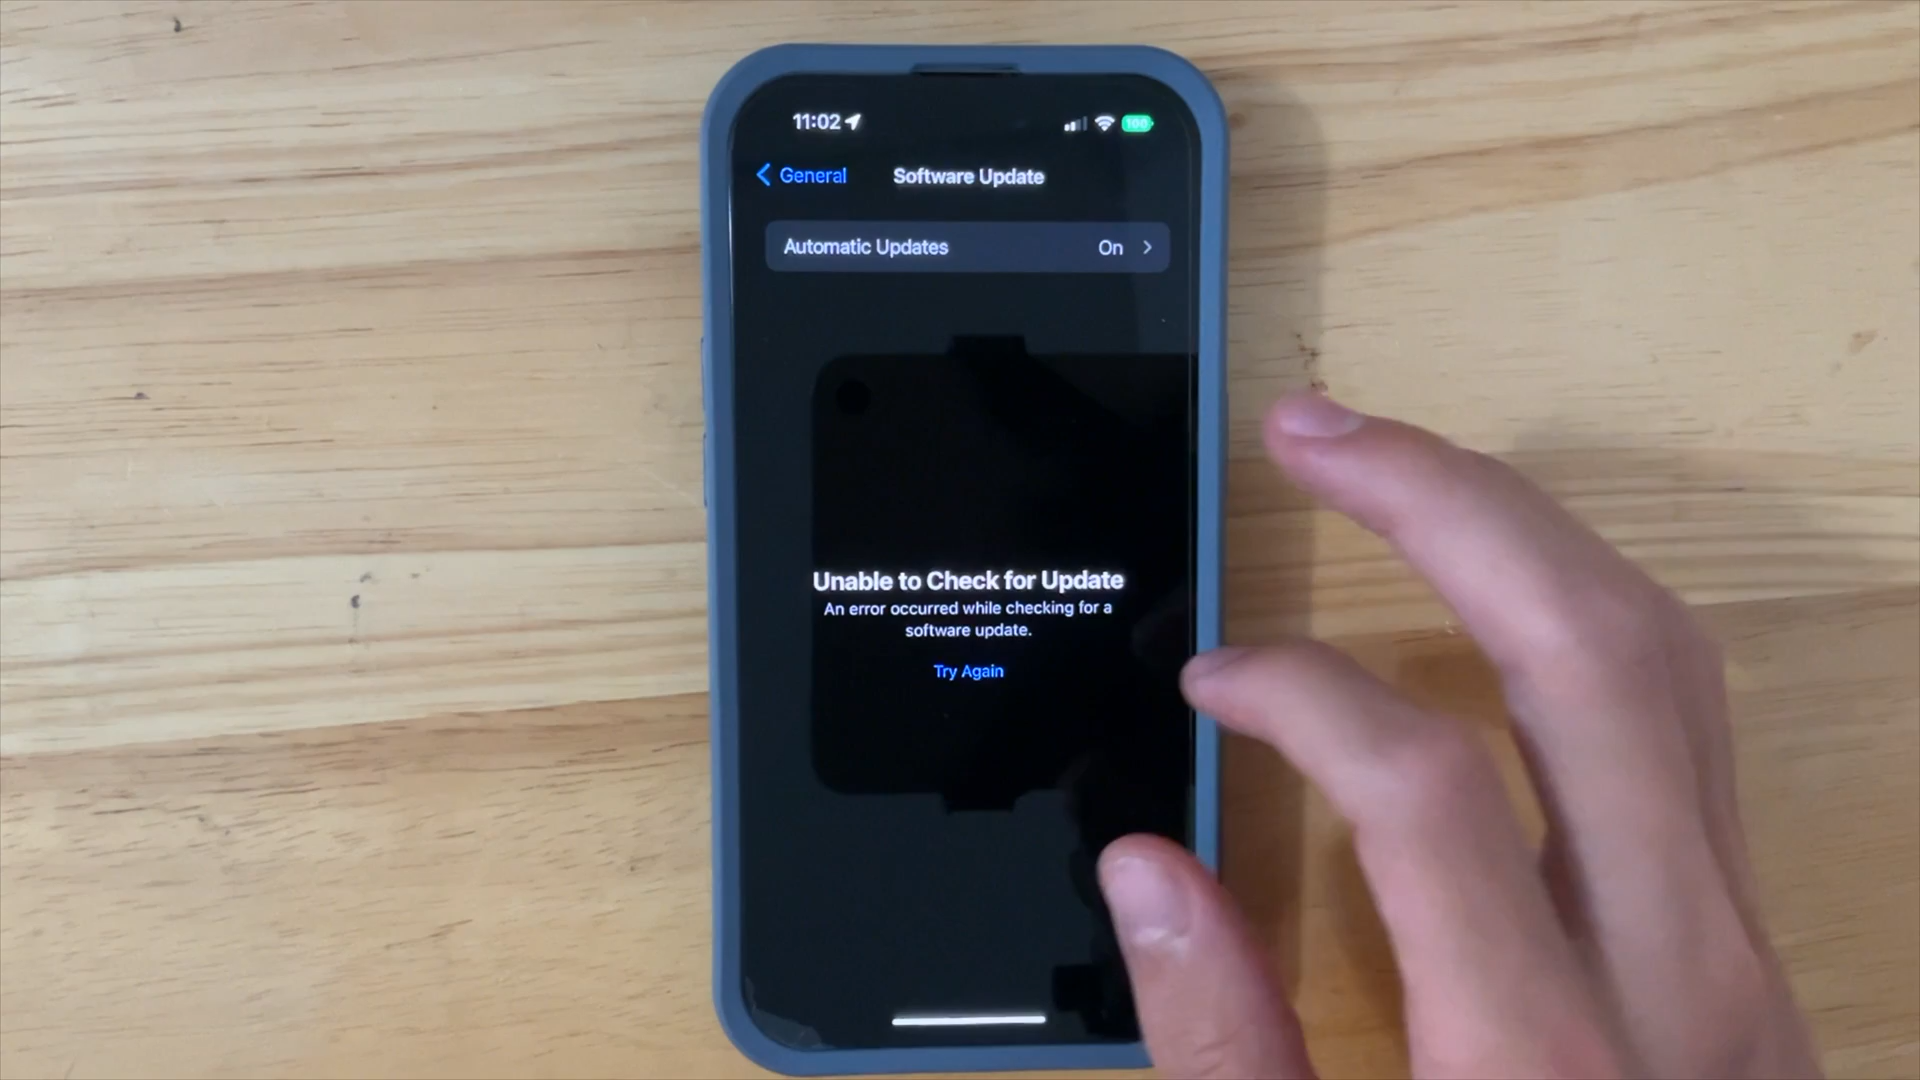 11:02
100
General
Software Update
Automatic Updates On
Unable to Check for Update
An error occurred while checking for a
software update.
Try Again